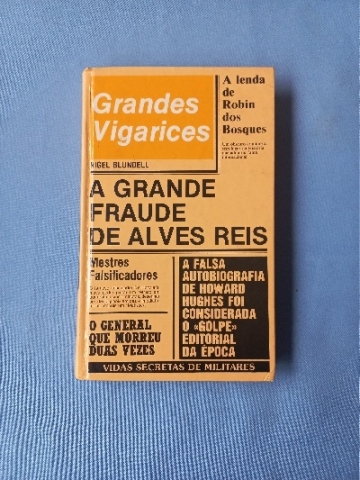 Grandes
Vigarices
A lenda
de
Robin
dos
Bosques
NIGEL BLUNDELL
A GRANDE
FRAUDE
DE ALVES REIS
Mestres
Falsificadores
A FALSA
AUTOBIOGRAFIA
DE HOWARD
HUGHES FOI
CONSIDERADA
O «GOLPE»
EDITORIAL
DA ÉPOCA
O GENERAL
QUE MORREU
DUAS VEZES
VIDAS SECRETAS DE MILITARES